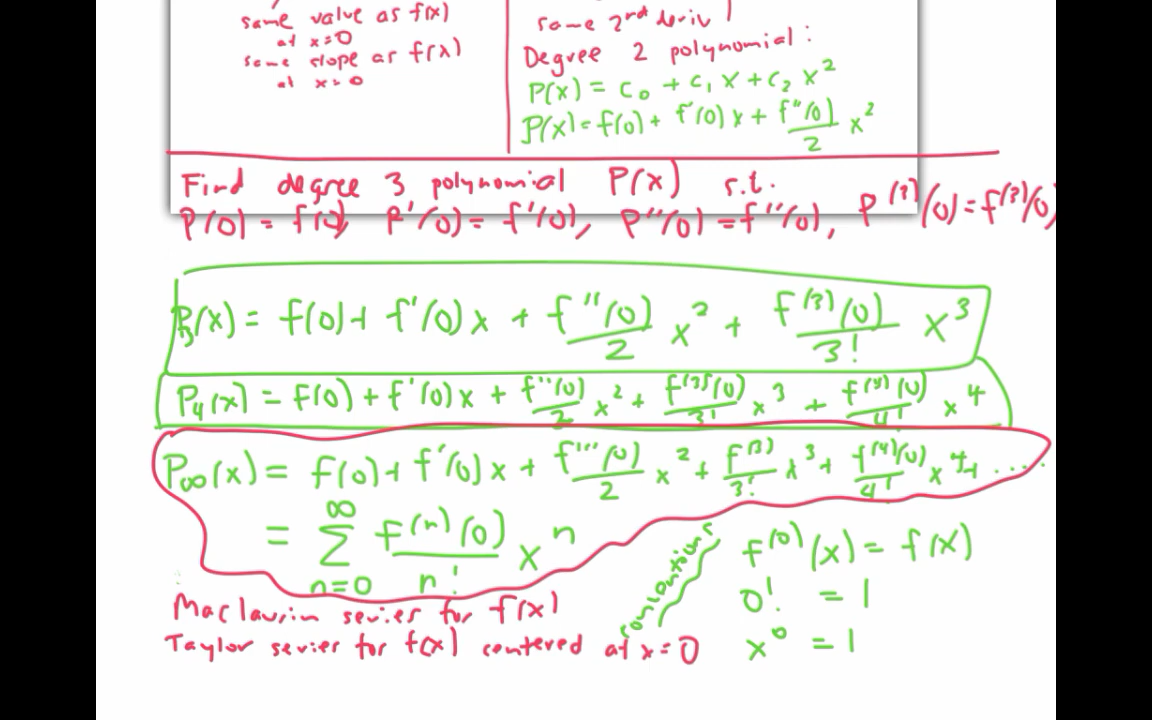 same value as f(x)
at x=0
same slope as f(x)
at x=0
same 2nd deriv
Degree 2 polynomial:
P(x) = c₀ + c₁ x + c₂ x²
P(x) = f(0) + f'(0) x + f''(0)/2 x²
Find degree 3 polynomial P(x) s.t.
P(0) = f(0), P'(0) = f'(0), P''(0) = f''(0), P⁽³⁾(0) = f⁽³⁾(0)
P₃(x) = f(0) + f'(0) x + f''(0)/2 x² + f⁽³⁾(0)/3! x³
P₄(x) = f(0) + f'(0) x + f''(0)/2 x² + f⁽³⁾(0)/3! x³ + f⁽⁴⁾(0)/4! x⁴
P∞(x) = f(0) + f'(0) x + f'''(0)/2 x² + f⁽³⁾/3! x³ + f⁽⁴⁾(0)/4! x⁴ + ....
= ∞ Σ n=0 f⁽ⁿ⁾(0)/n! xⁿ
conventions
f⁽⁰⁾(x) = f(x)
0! = 1
x⁰ = 1
Maclaurin series for f(x)
Taylor series for f(x) centered at x=0